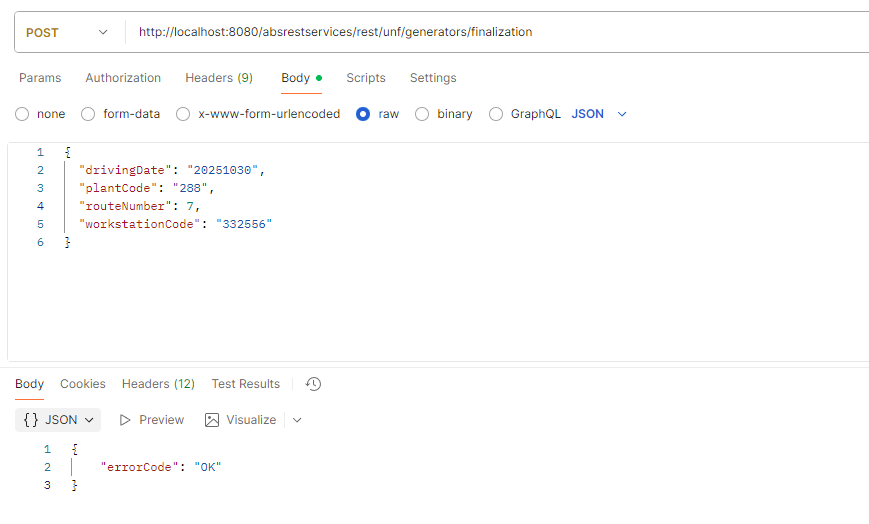 POST http://localhost:8080/absrestservices/rest/unf/generators/finalization
Params Authorization Headers (9) Body Scripts Settings
none form-data x-www-form-urlencoded raw binary GraphQL JSON
1 {
2 "drivingDate": "20251030",
3 "plantCode": "288",
4 "routeNumber": 7,
5 "workstationCode": "332556"
6 }
Body Cookies Headers (12) Test Results
{} JSON Preview Visualize
1 {
2 "errorCode": "OK"
3 }